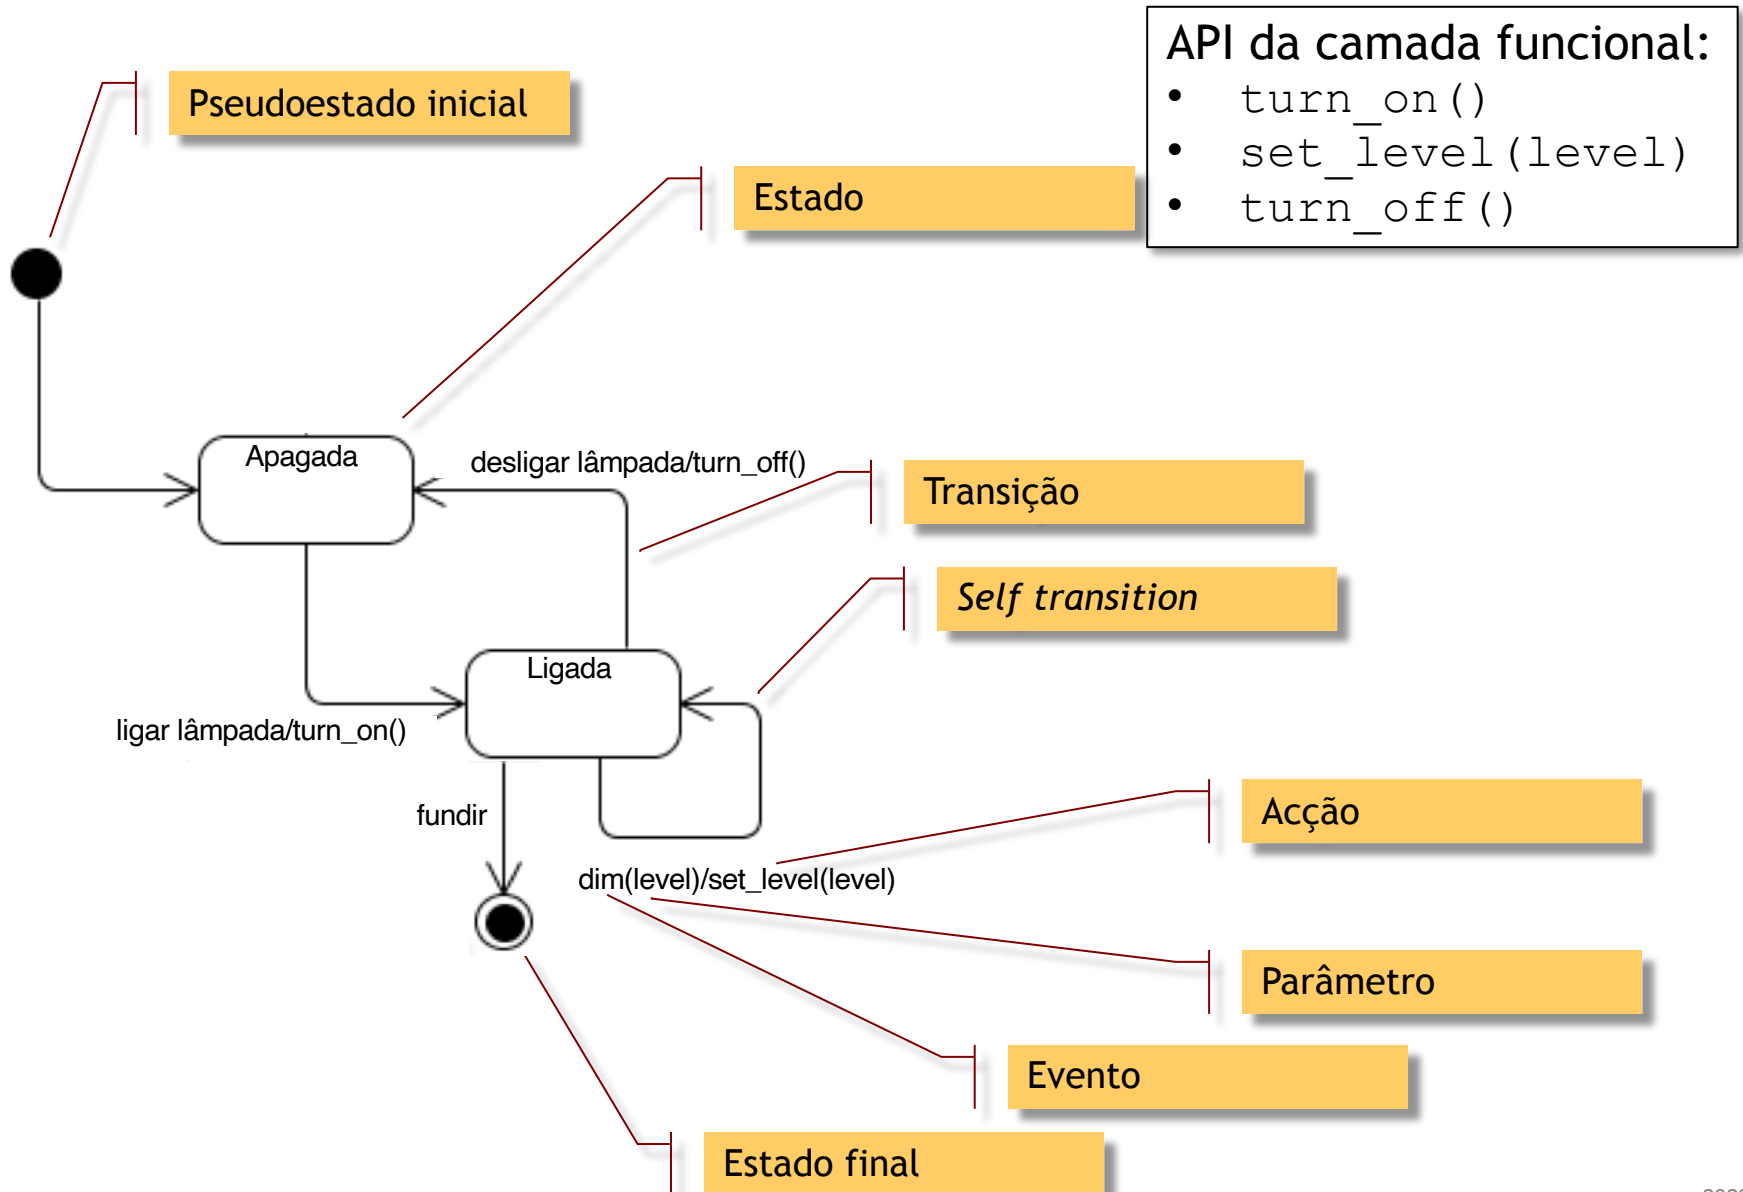 API da camada funcional:
• turn_on()
• set_level(level)
• turn_off()
Pseudoestado inicial
Estado
Apagada
desligar lâmpada/turn_off()
Transição
Self transition
Ligada
ligar lâmpada/turn_on()
fundir
Acção
dim(level)/set_level(level)
Parâmetro
Evento
Estado final